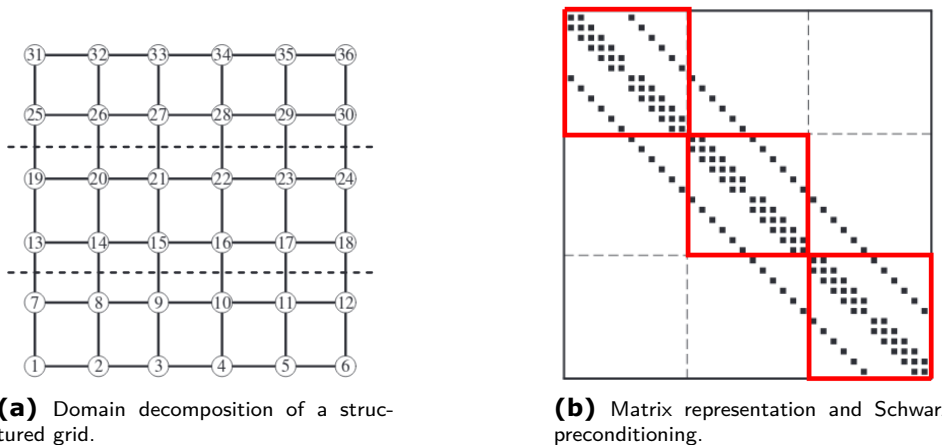 31 32 33 34 35 36
25 26 27 28 29 30
19 20 21 22 23 24
13 14 15 16 17 18
7 8 9 10 11 12
1 2 3 4 5 6
(a) Domain decomposition of a struc-
tured grid.
(b) Matrix representation and Schwar
preconditioning.